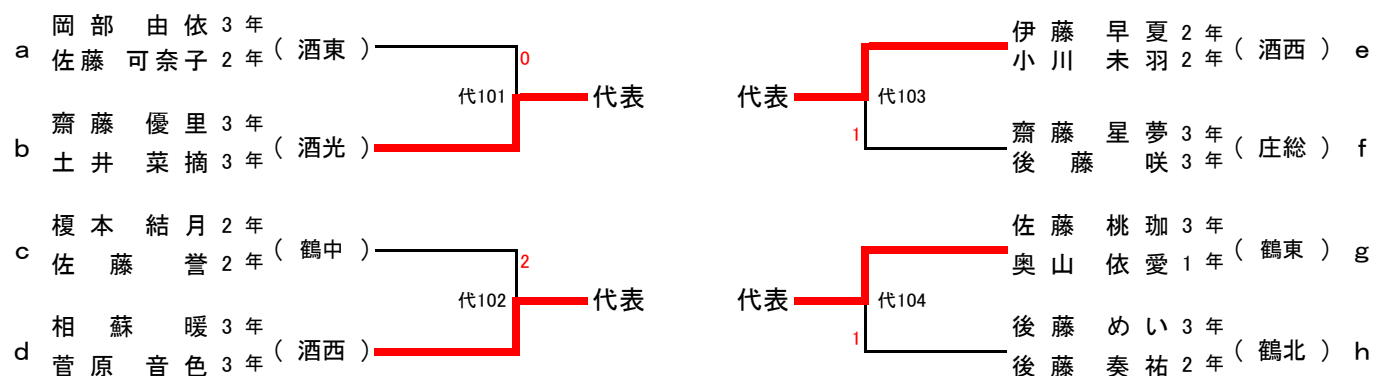 a 岡部 由依 3年
佐藤 可奈子 2年 (酒東)
0
代101 代表
b 齋藤 優里 3年
土井 菜摘 3年 (酒光)
c 榎本 結月 2年
佐藤 誉 2年 (鶴中)
2
代102 代表
d 相蘇 暖 3年
菅原 音色 3年 (酒西)
伊藤 早夏 2年
小川 未羽 2年 (酒西) e
代表 代103
1
齋藤 星夢 3年
後藤 咲 3年 (庄総) f
佐藤 桃珈 3年
奥山 依愛 1年 (鶴東) g
代表 代104
1
後藤 めい 3年
後藤 奏祐 2年 (鶴北) h